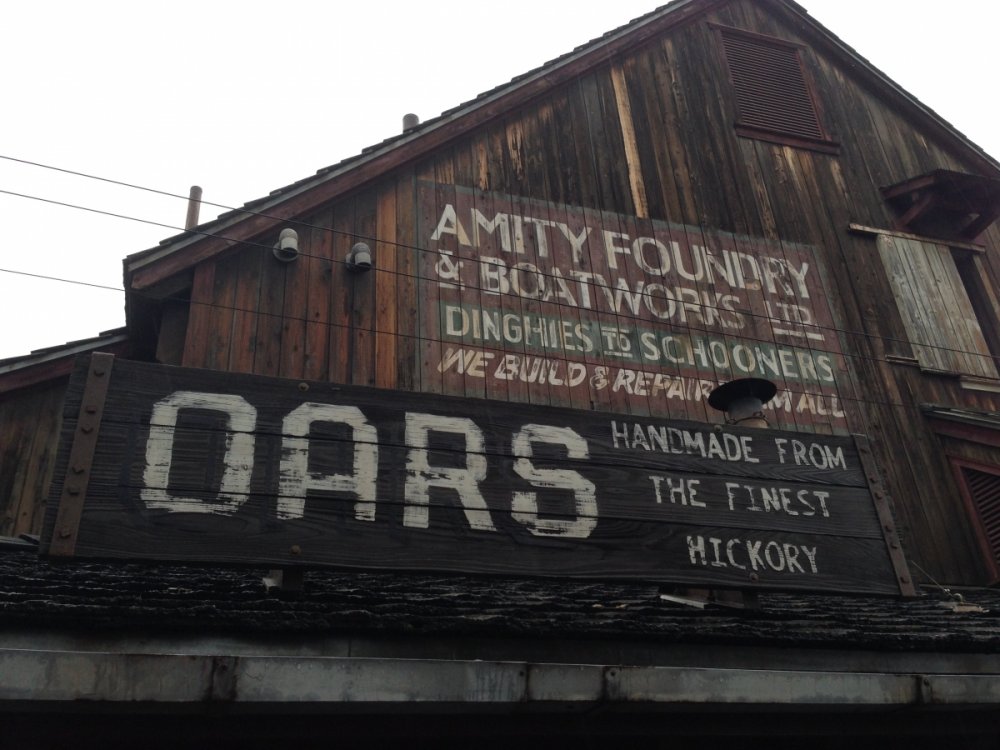 AMITY FOUNDRY
& BOATWORKS LTD
DINGHIES TO SCHOONERS
WE BUILD & REPAIR ALL
OARS
HANDMADE FROM
THE FINEST
HICKORY